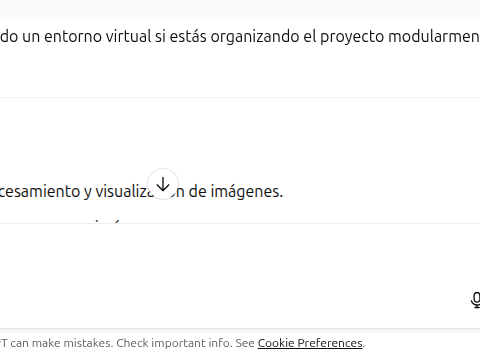 do un entorno virtual si estás organizando el proyecto modularmen
cesamiento y visualiza de imágenes.
T can make mistakes. Check important info. See Cookie Preferences.